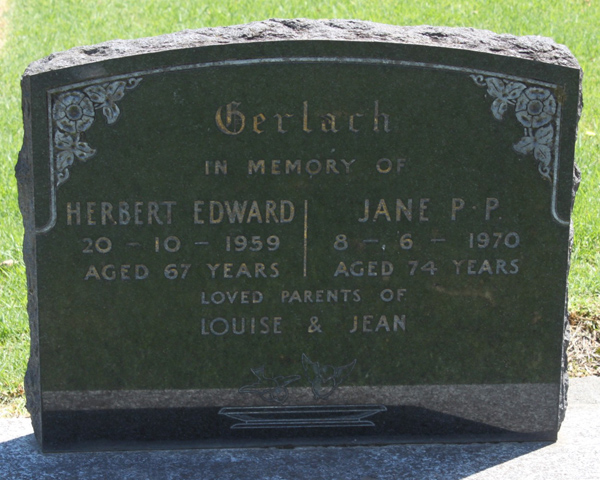 Gerlach
IN MEMORY OF
HERBERT EDWARD
20 - 10 - 1959
AGED 67 YEARS
JANE P. P.
8 - 6 - 1970
AGED 74 YEARS
LOVED PARENTS OF
LOUISE & JEAN